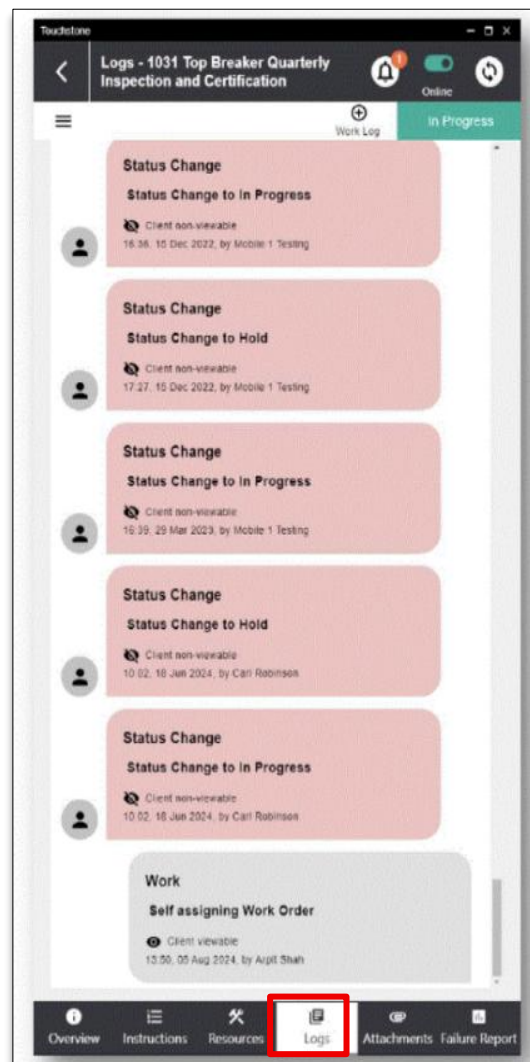 Touchstone
Logs - 1031 Top Breaker Quarterly
Inspection and Certification
1
Online
Work Log
In Progress
Status Change
Status Change to In Progress
Client non-viewable
16:36, 15 Dec 2022, by Mobile 1 Testing
Status Change
Status Change to Hold
Client non-viewable
17:27, 15 Dec 2022, by Mobile 1 Testing
Status Change
Status Change to In Progress
Client non-viewable
16:39, 29 Mar 2023, by Mobile 1 Testing
Status Change
Status Change to Hold
Client non-viewable
10:02, 18 Jun 2024, by Carl Robinson
Status Change
Status Change to In Progress
Client non-viewable
10:02, 18 Jun 2024, by Carl Robinson
Work
Self assigning Work Order
Client viewable
13:50, 05 Aug 2024, by Arpit Shah
Overview Instructions Resources Logs Attachments Failure Report